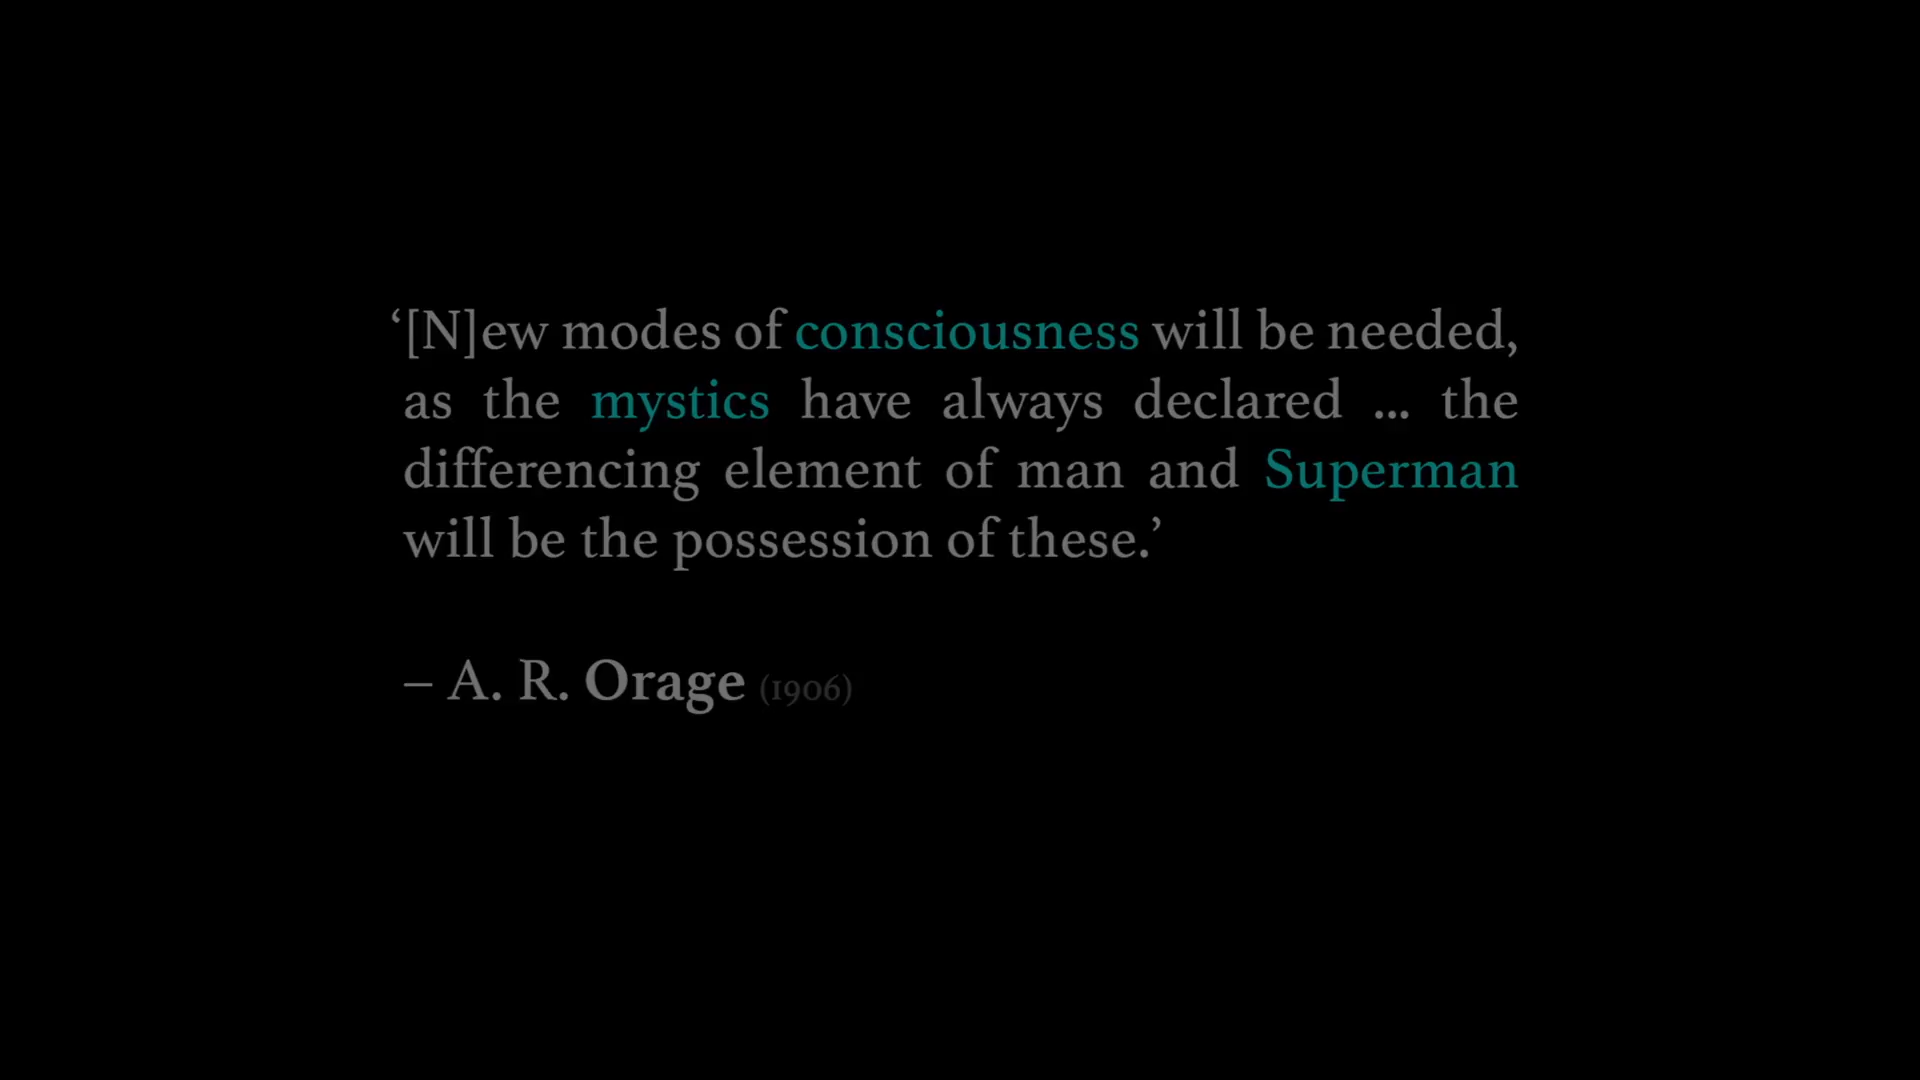 ‘[N]ew modes of consciousness will be needed,
as the mystics have always declared ... the
differencing element of man and Superman
will be the possession of these.’
– A. R. Orage (1906)